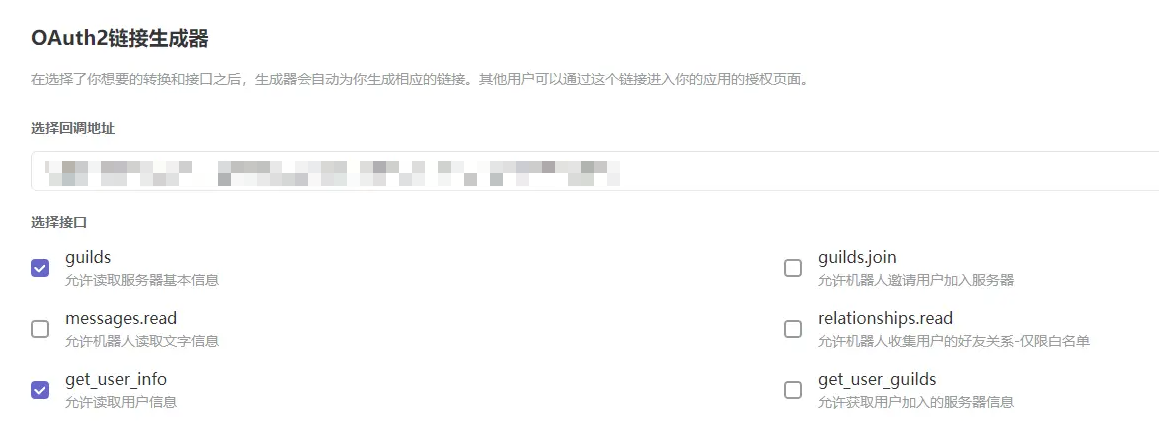 OAuth2链接生成器
在选择了你想要的转换和接口之后，生成器会自动为你生成相应的链接。其他用户可以通过这个链接进入你的应用的授权页面。
选择回调地址
选择接口
guilds
允许读取服务器基本信息
guilds.join
允许机器人邀请用户加入服务器
messages.read
允许机器人读取文字信息
relationships.read
允许机器人收集用户的好友关系-仅限白名单
get_user_info
允许读取用户信息
get_user_guilds
允许获取用户加入的服务器信息